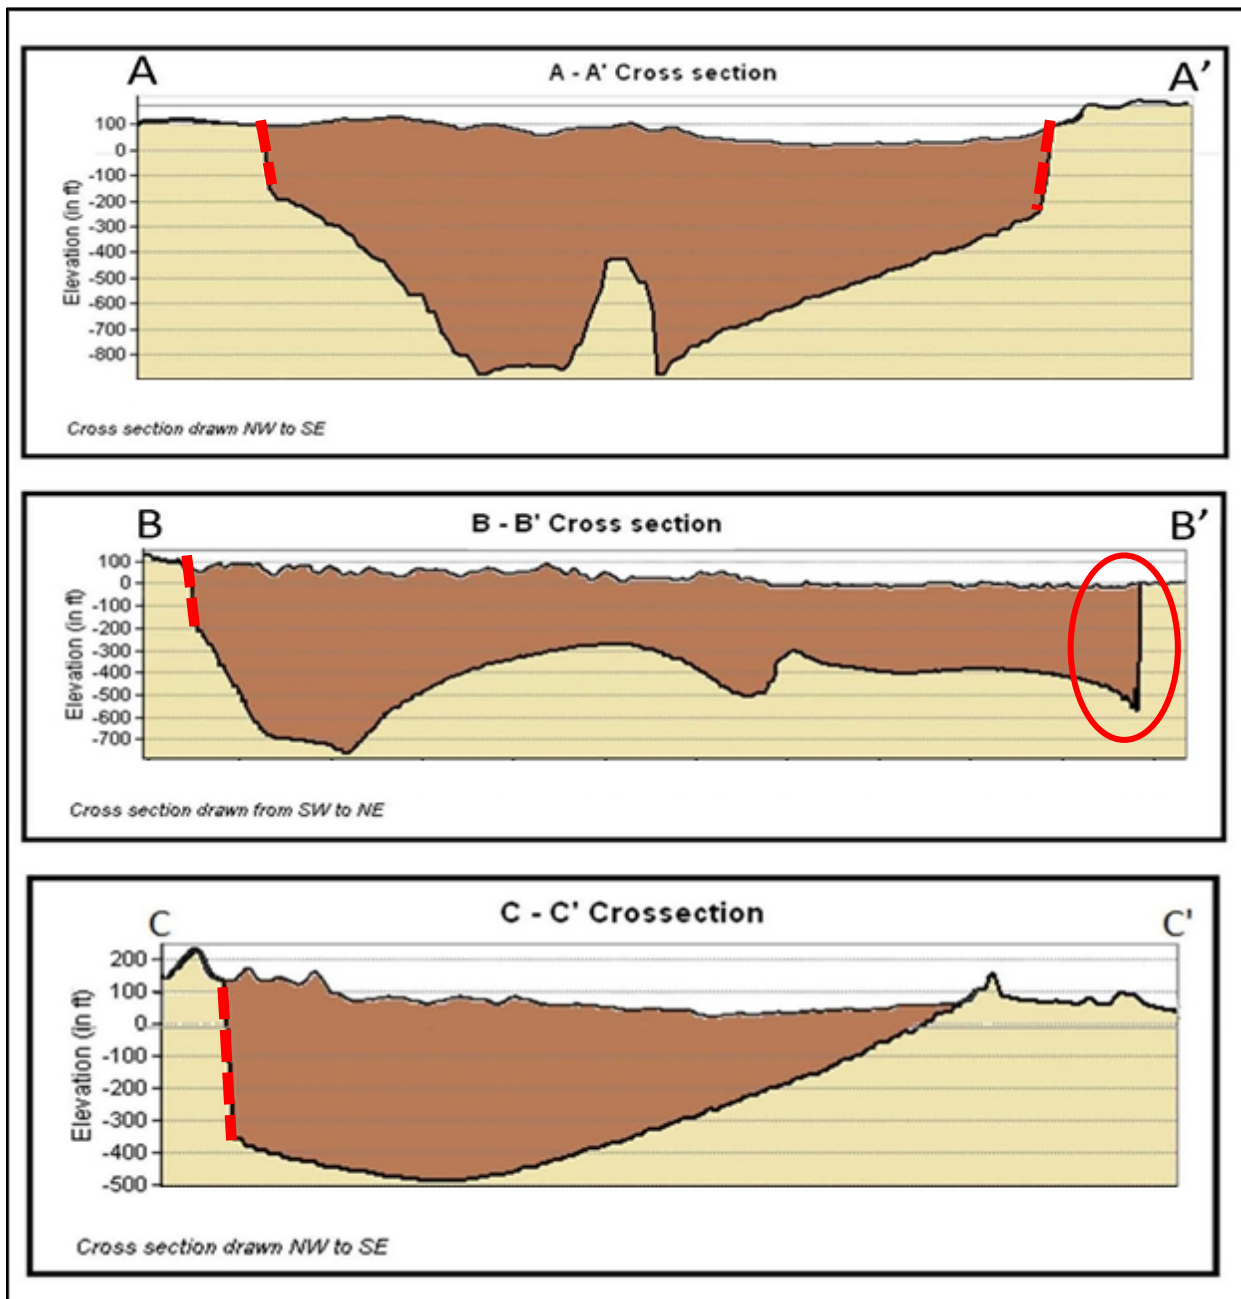 A
A - A' Cross section
A'
100
0
-100
-200
-300
-400
-500
-600
-700
-800
Elevation (in ft)
Cross section drawn NW to SE
B
B - B' Cross section
B'
100
0
-100
-200
-300
-400
-500
-600
-700
Elevation (in ft)
Cross section drawn from SW to NE
C
C - C' Crossection
C'
200
100
0
-100
-200
-300
-400
-500
Elevation (in ft)
Cross section drawn NW to SE